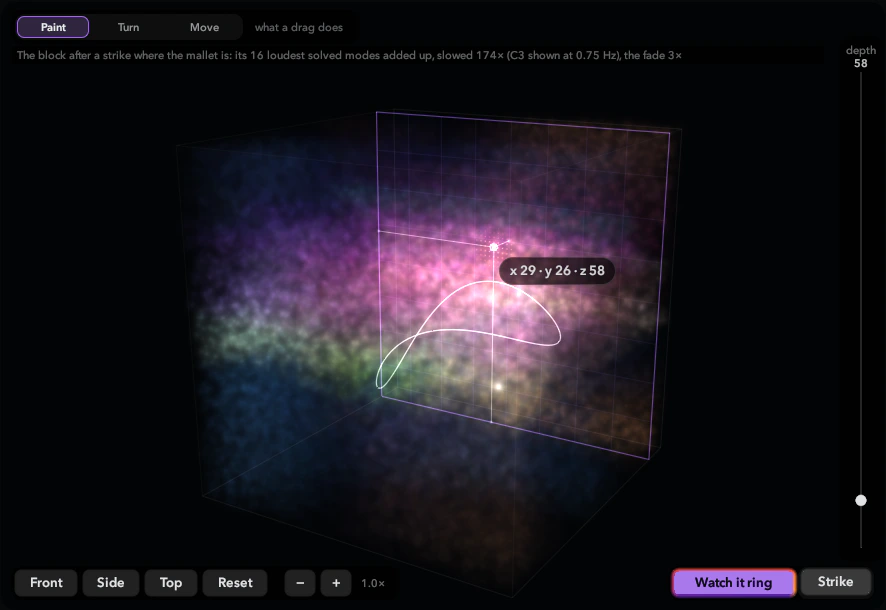 Paint Turn Move what a drag does
The block after a strike where the mallet is: its 16 loudest solved modes added up, slowed 174× (C3 shown at 0.75 Hz), the fade 3×
depth
58
x 29 · y 26 · z 58
Front Side Top Reset − + 1.0× Watch it ring Strike